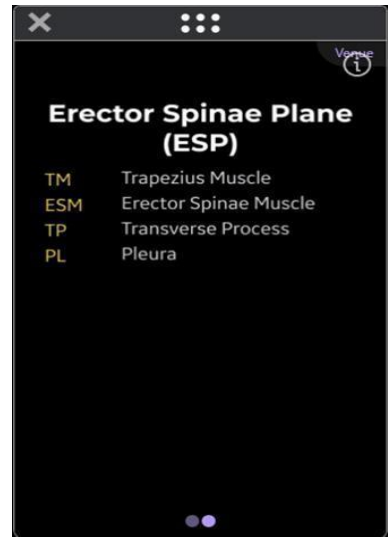 Venue
Erector Spinae Plane
(ESP)
TM Trapezius Muscle
ESM Erector Spinae Muscle
TP Transverse Process
PL Pleura